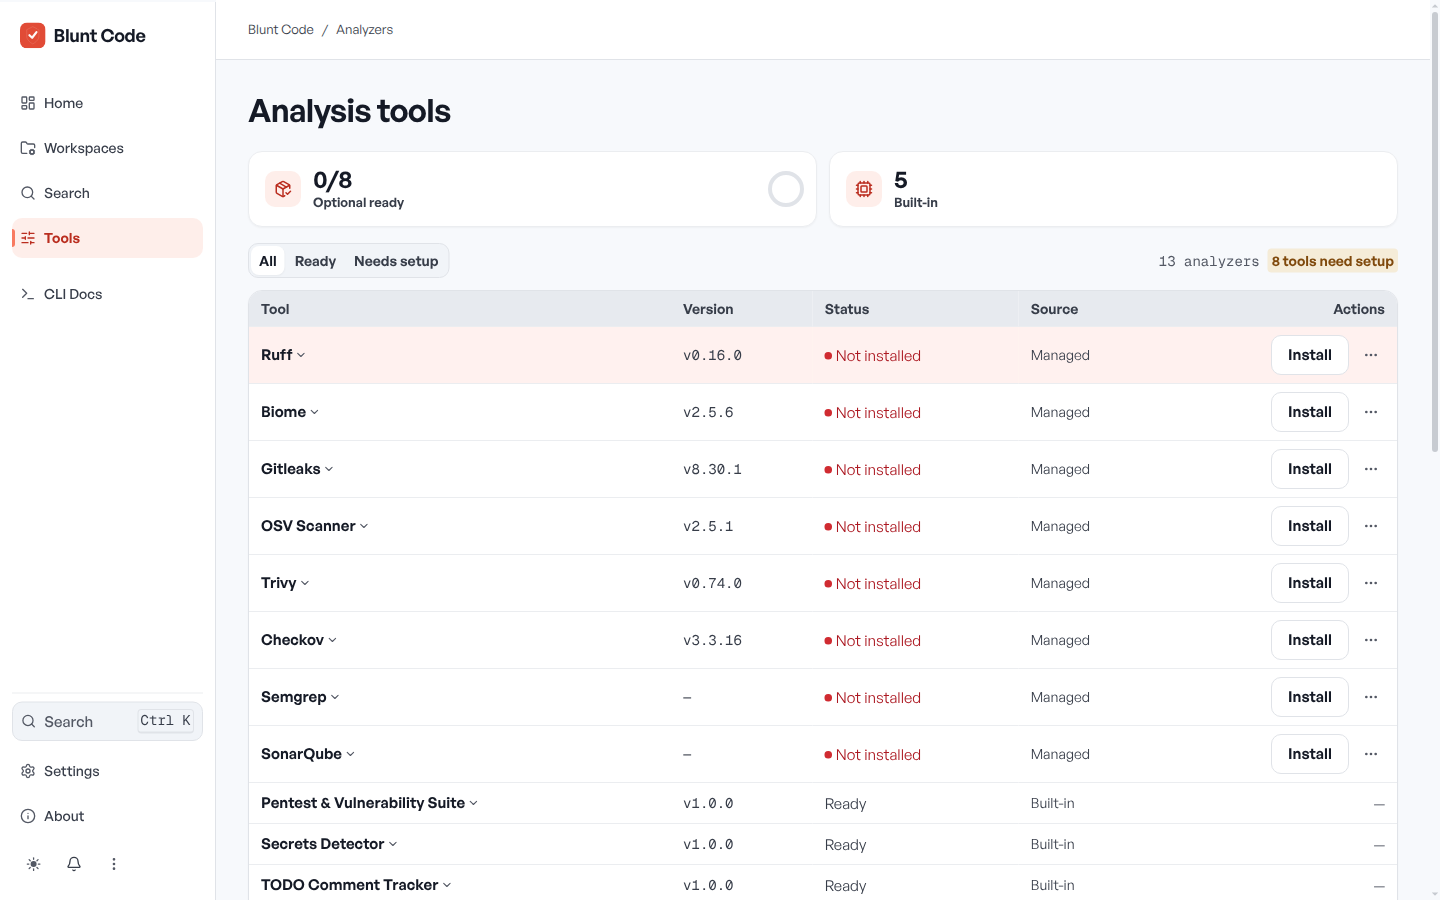 Blunt Code
Home
Workspaces
Search
Tools
CLI Docs
Search Ctrl K
Settings
About
Blunt Code / Analyzers
Analysis tools
0/8
Optional ready
5
Built-in
All Ready Needs setup
13 analyzers 8 tools need setup
Tool Version Status Source Actions
Ruff v0.16.0 Not installed Managed Install
Biome v2.5.6 Not installed Managed Install
Gitleaks v8.30.1 Not installed Managed Install
OSV Scanner v2.5.1 Not installed Managed Install
Trivy v0.74.0 Not installed Managed Install
Checkov v3.3.16 Not installed Managed Install
Semgrep – Not installed Managed Install
SonarQube – Not installed Managed Install
Pentest & Vulnerability Suite v1.0.0 Ready Built-in —
Secrets Detector v1.0.0 Ready Built-in —
TODO Comment Tracker v1.0.0 Ready Built-in —